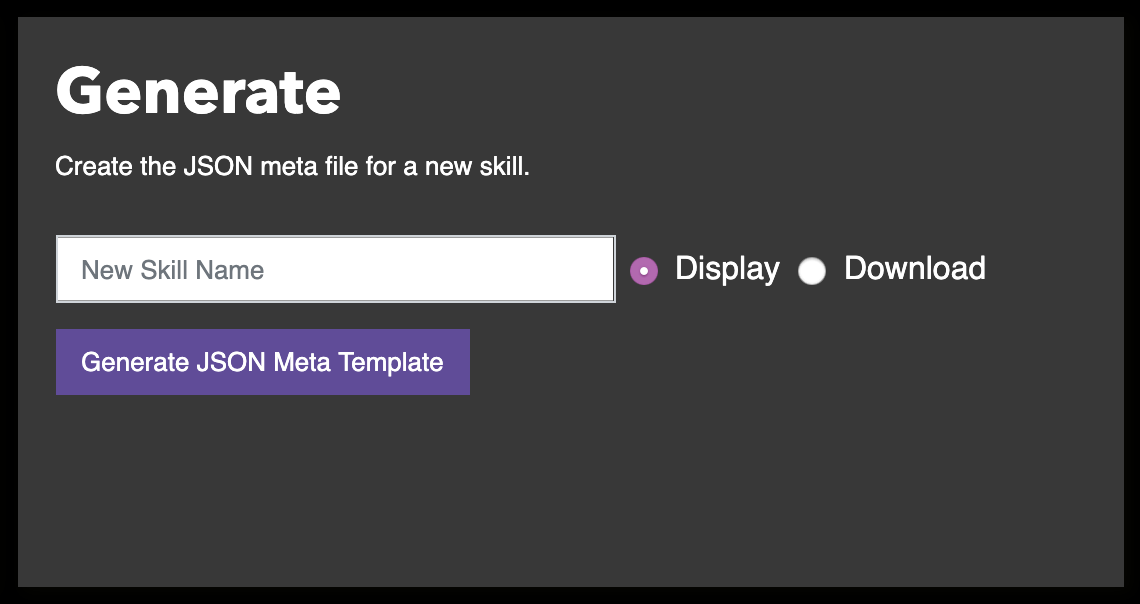 Generate
Create the JSON meta file for a new skill.
New Skill Name Display Download
Generate JSON Meta Template